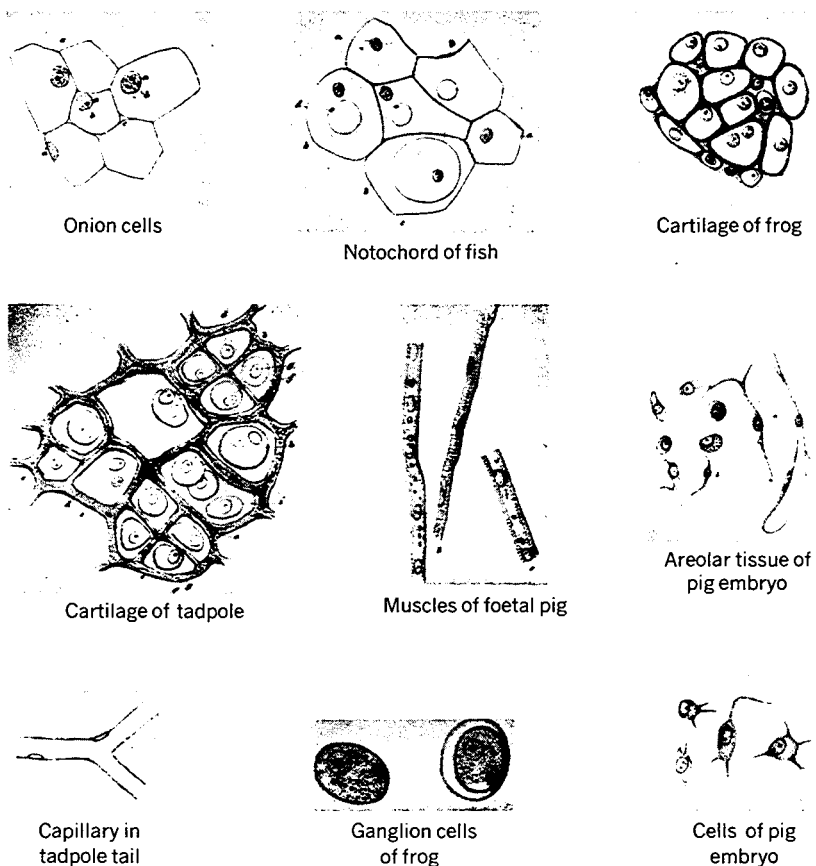 Onion cells
Notochord of fish
Cartilage of frog
Cartilage of tadpole
Muscles of foetal pig
Areolar tissue of
pig embryo
Capillary in
tadpole tail
Ganglion cells
of frog
Cells of pig
embryo